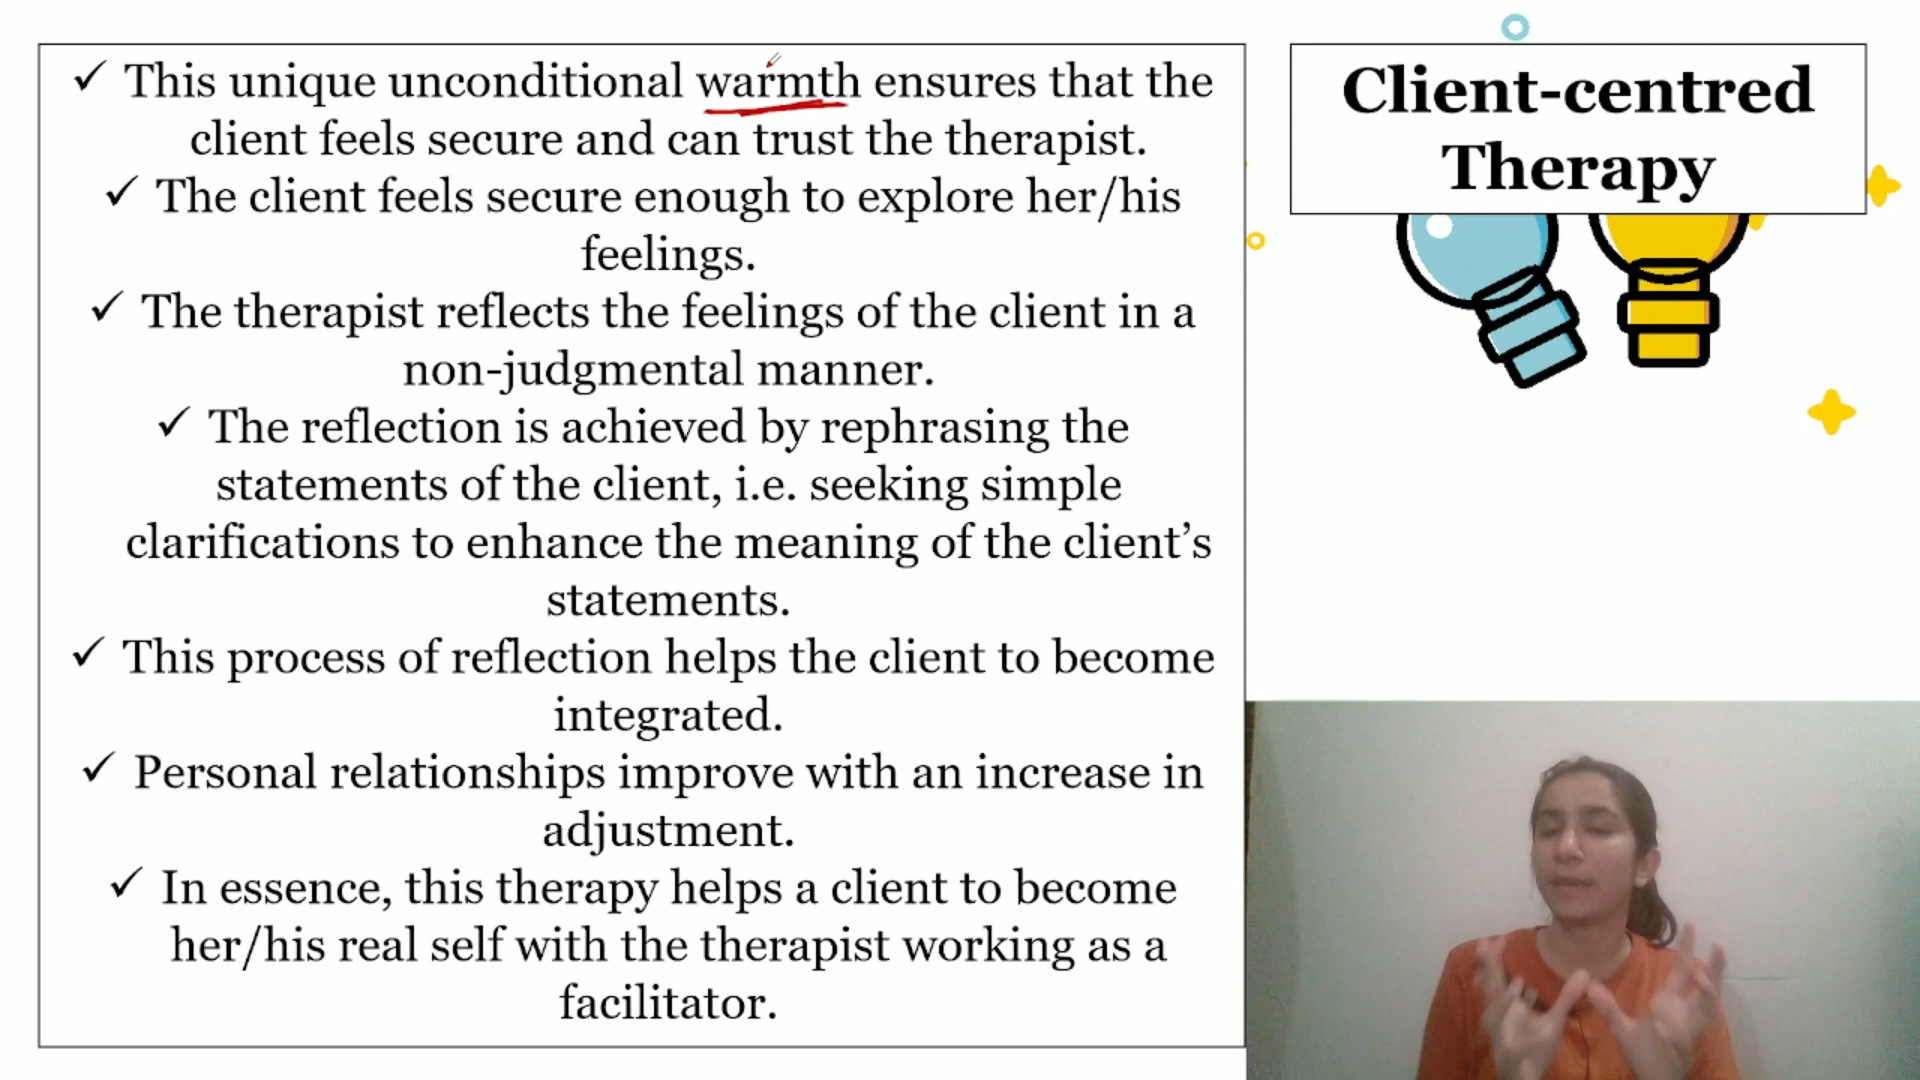 ✓ This unique unconditional warmth ensures that the
client feels secure and can trust the therapist.
✓ The client feels secure enough to explore her/his
feelings.
✓ The therapist reflects the feelings of the client in a
non-judgmental manner.
✓ The reflection is achieved by rephrasing the
statements of the client, i.e. seeking simple
clarifications to enhance the meaning of the client’s
statements.
✓ This process of reflection helps the client to become
integrated.
✓ Personal relationships improve with an increase in
adjustment.
✓ In essence, this therapy helps a client to become
her/his real self with the therapist working as a
facilitator.
Client-centred
Therapy